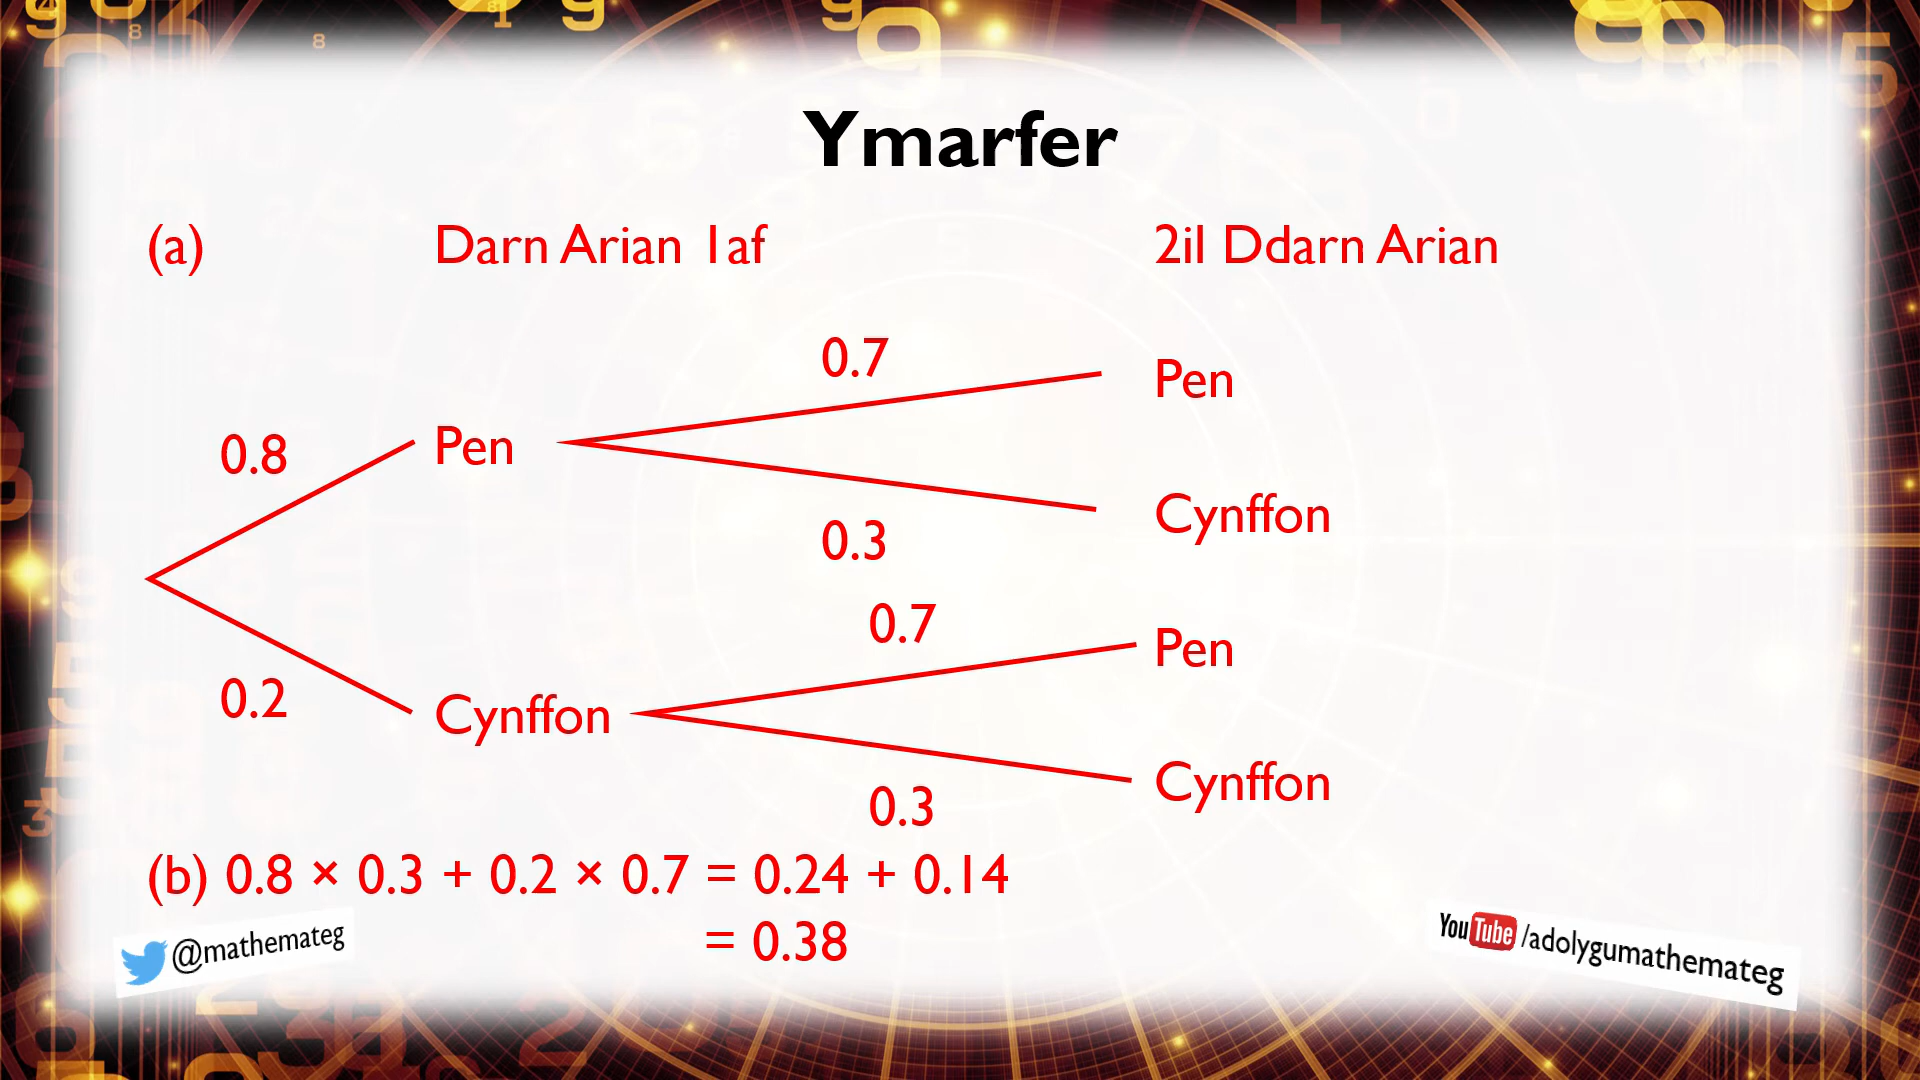 Ymarfer
(a) Darn Arian 1af 2il Ddarn Arian
0.7
Pen
0.8 Pen
Cynffon
0.3
0.7
Pen
0.2 Cynffon
Cynffon
0.3
(b) 0.8 × 0.3 + 0.2 × 0.7 = 0.24 + 0.14
= 0.38
@mathemateg
YouTube /adolygumathemateg